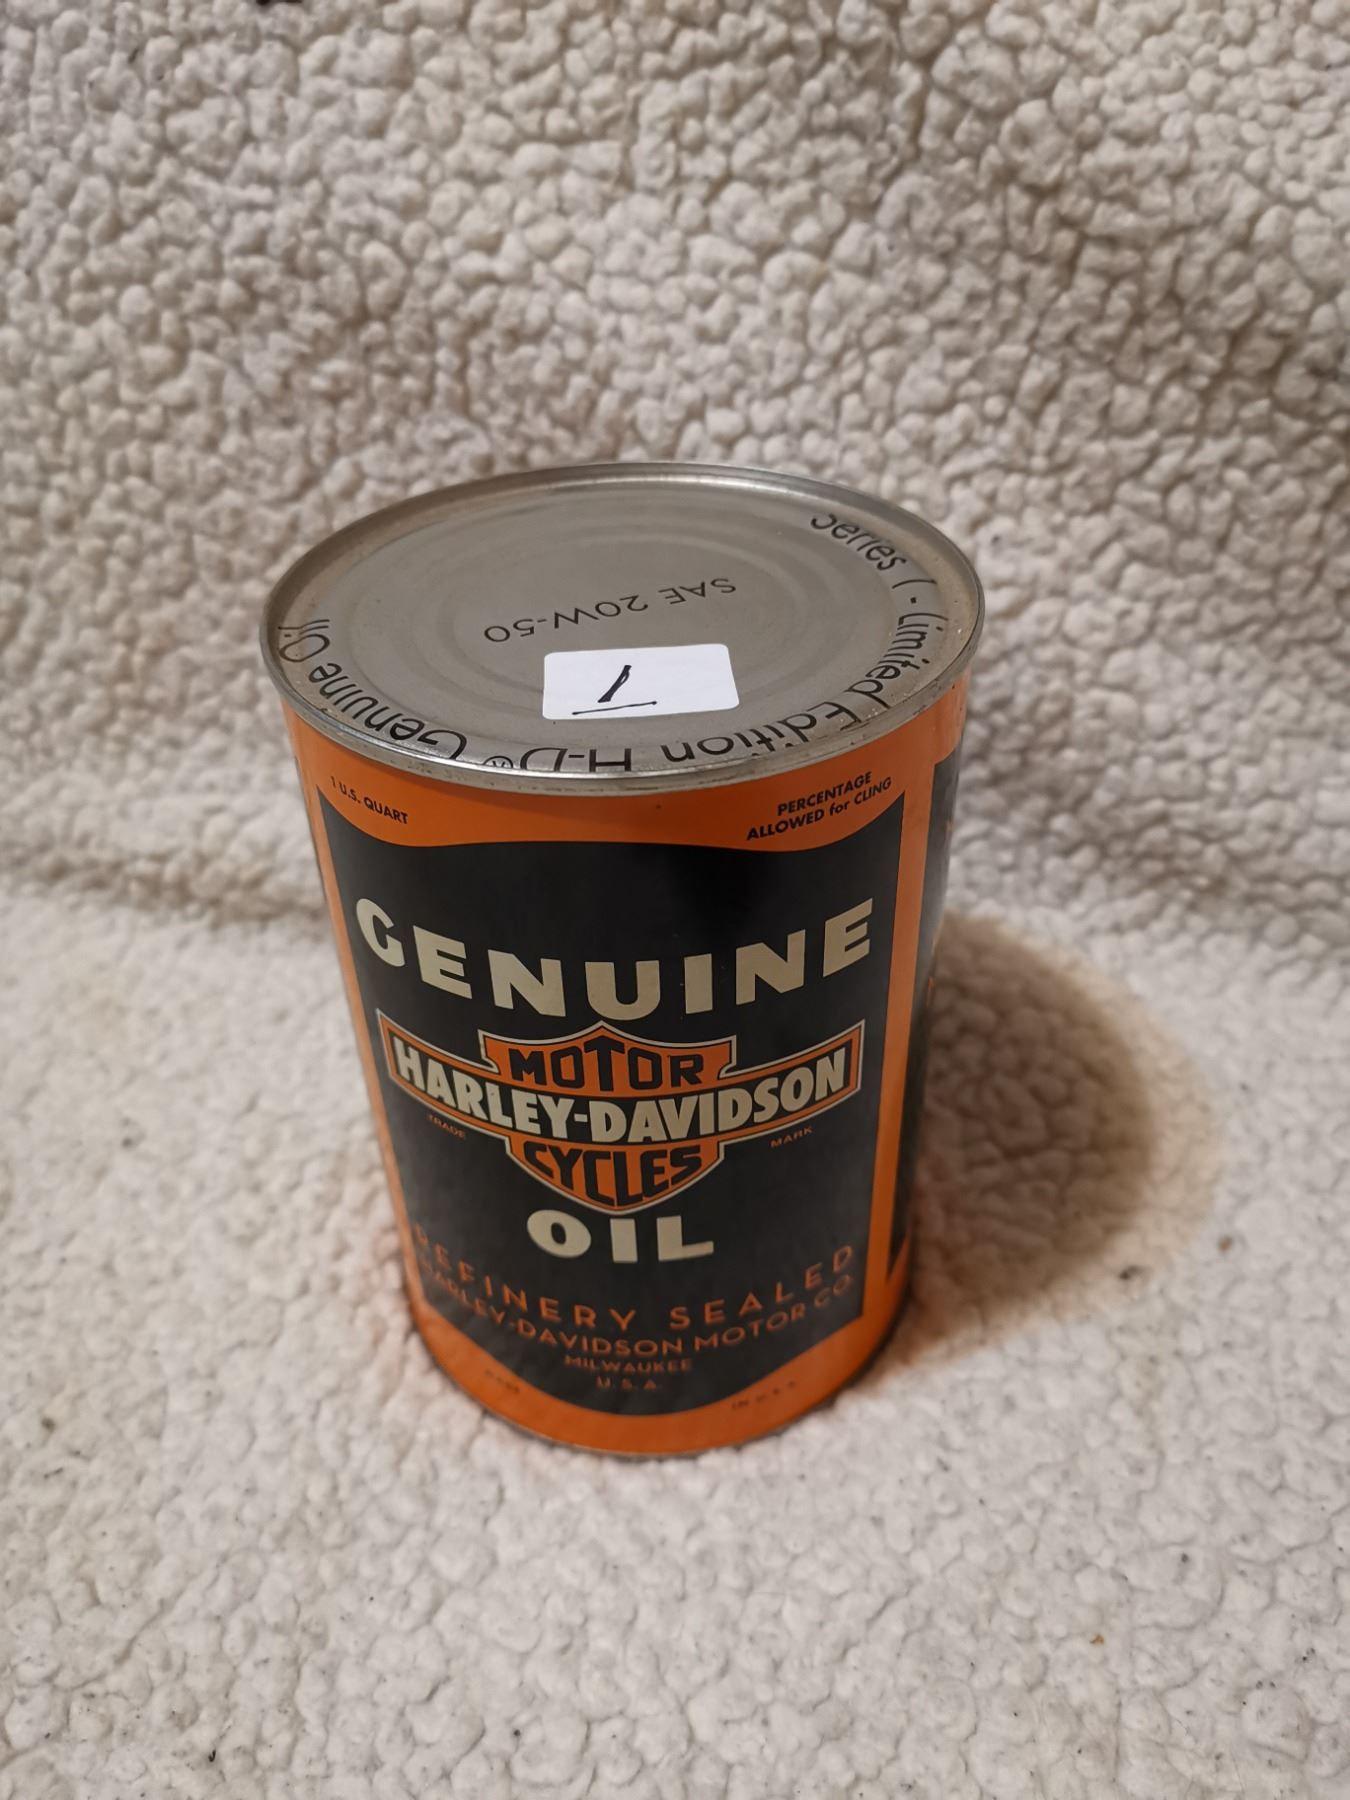 Series 1 - Limited Edition H-D® Genuine Oil
SAE 20W-50
1
1 U.S. QUART
PERCENTAGE
ALLOWED for CLING
GENUINE
MOTOR
HARLEY-DAVIDSON
CYCLES
TRADE MARK
OIL
REFINERY SEALED
HARLEY-DAVIDSON MOTOR CO.
MILWAUKEE
U.S.A.
IN U.S.A.